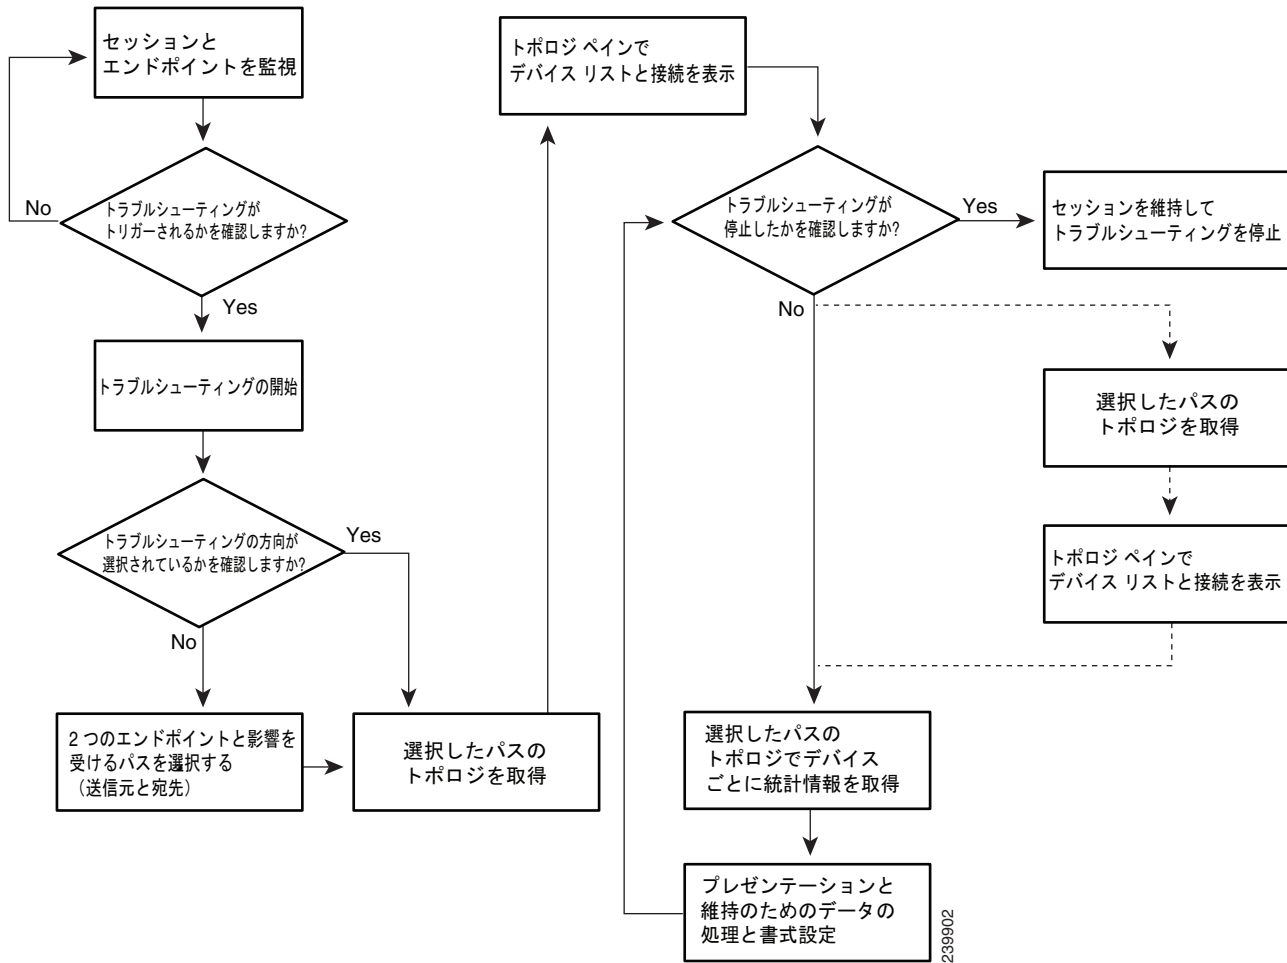 セッションと
エンドポイントを監視
トラブルシューティングが
トリガーされるかを確認しますか?
No
Yes
トラブルシューティングの開始
トラブルシューティングの方向が
選択されているかを確認しますか?
Yes
No
2 つのエンドポイントと影響を
受けるパスを選択する
（送信元と宛先）
選択したパスの
トポロジを取得
トポロジ ペインで
デバイス リストと接続を表示
トラブルシューティングが
停止したかを確認しますか?
Yes
No
セッションを維持して
トラブルシューティングを停止
選択したパスの
トポロジを取得
トポロジ ペインで
デバイス リストと接続を表示
選択したパスの
トポロジでデバイス
ごとに統計情報を取得
プレゼンテーションと
維持のためのデータの
処理と書式設定
239902